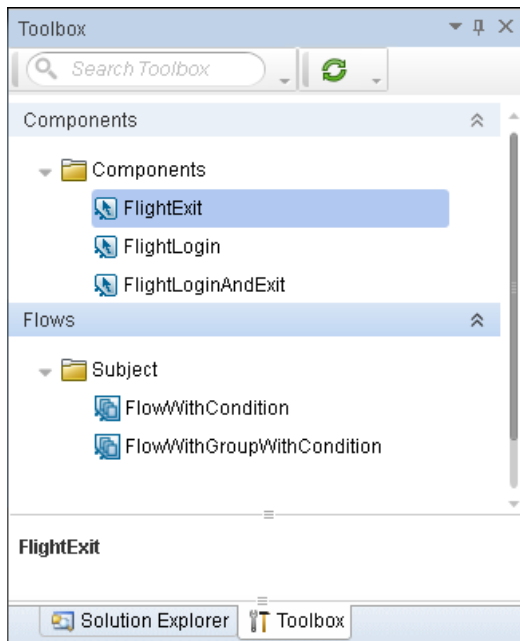 Toolbox
Search Toolbox
Components
Components
FlightExit
FlightLogin
FlightLoginAndExit
Flows
Subject
FlowWithCondition
FlowWithGroupWithCondition
FlightExit
Solution Explorer Toolbox